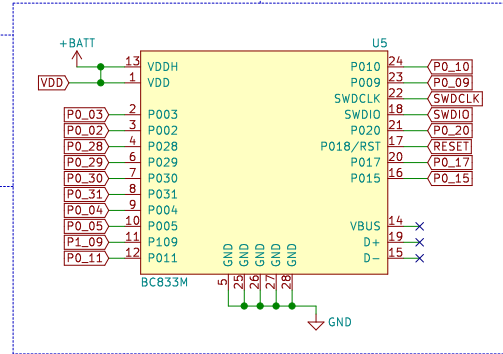 +BATT
U5
VDD
13 VDDH
1 VDD
P0_03 2 P003
P0_02 3 P002
P0_28 4 P028
P0_29 6 P029
P0_30 7 P030
P0_31 8 P031
P0_04 9 P004
P0_05 10 P005
P1_09 11 P109
P0_11 12 P011
P010 24 P0_10
P009 23 P0_09
SWDCLK 22 SWDCLK
SWDIO 18 SWDIO
P020 21 P0_20
P018/RST 17 RESET
P017 20 P0_17
P015 16 P0_15
VBUS 14
D+ 19
D- 15
GND GND GND GND GND
5 25 26 27 28
BC833M
GND